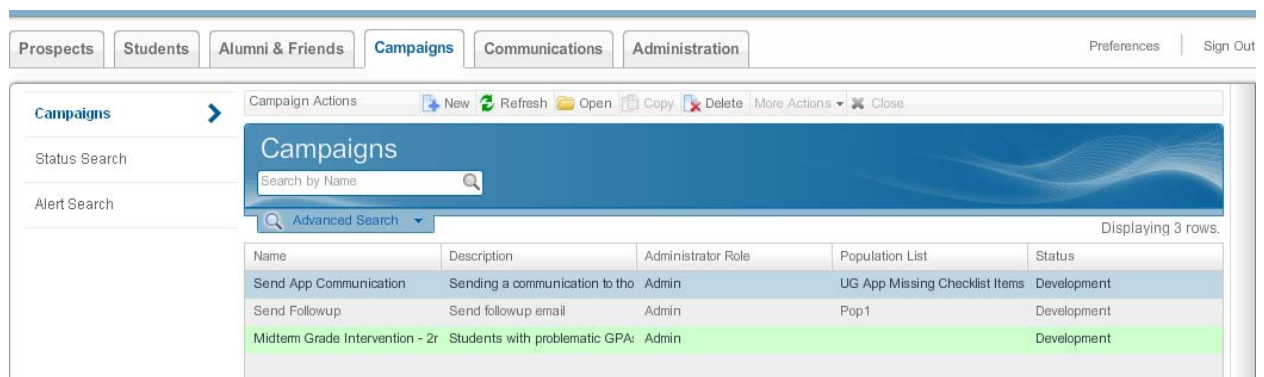 Prospects Students Alumni & Friends Campaigns Communications Administration Preferences Sign Out
Campaigns
Status Search
Alert Search
Campaign Actions New Refresh Open Copy Delete More Actions Close
Campaigns
Search by Name
Advanced Search
Displaying 3 rows.
Name Description Administrator Role Population List Status
Send App Communication Sending a communication to tho Admin UG App Missing Checklist Items Development
Send Followup Send followup email Admin Pop1 Development
Midterm Grade Intervention - 2r Students with problematic GPAs Admin Development